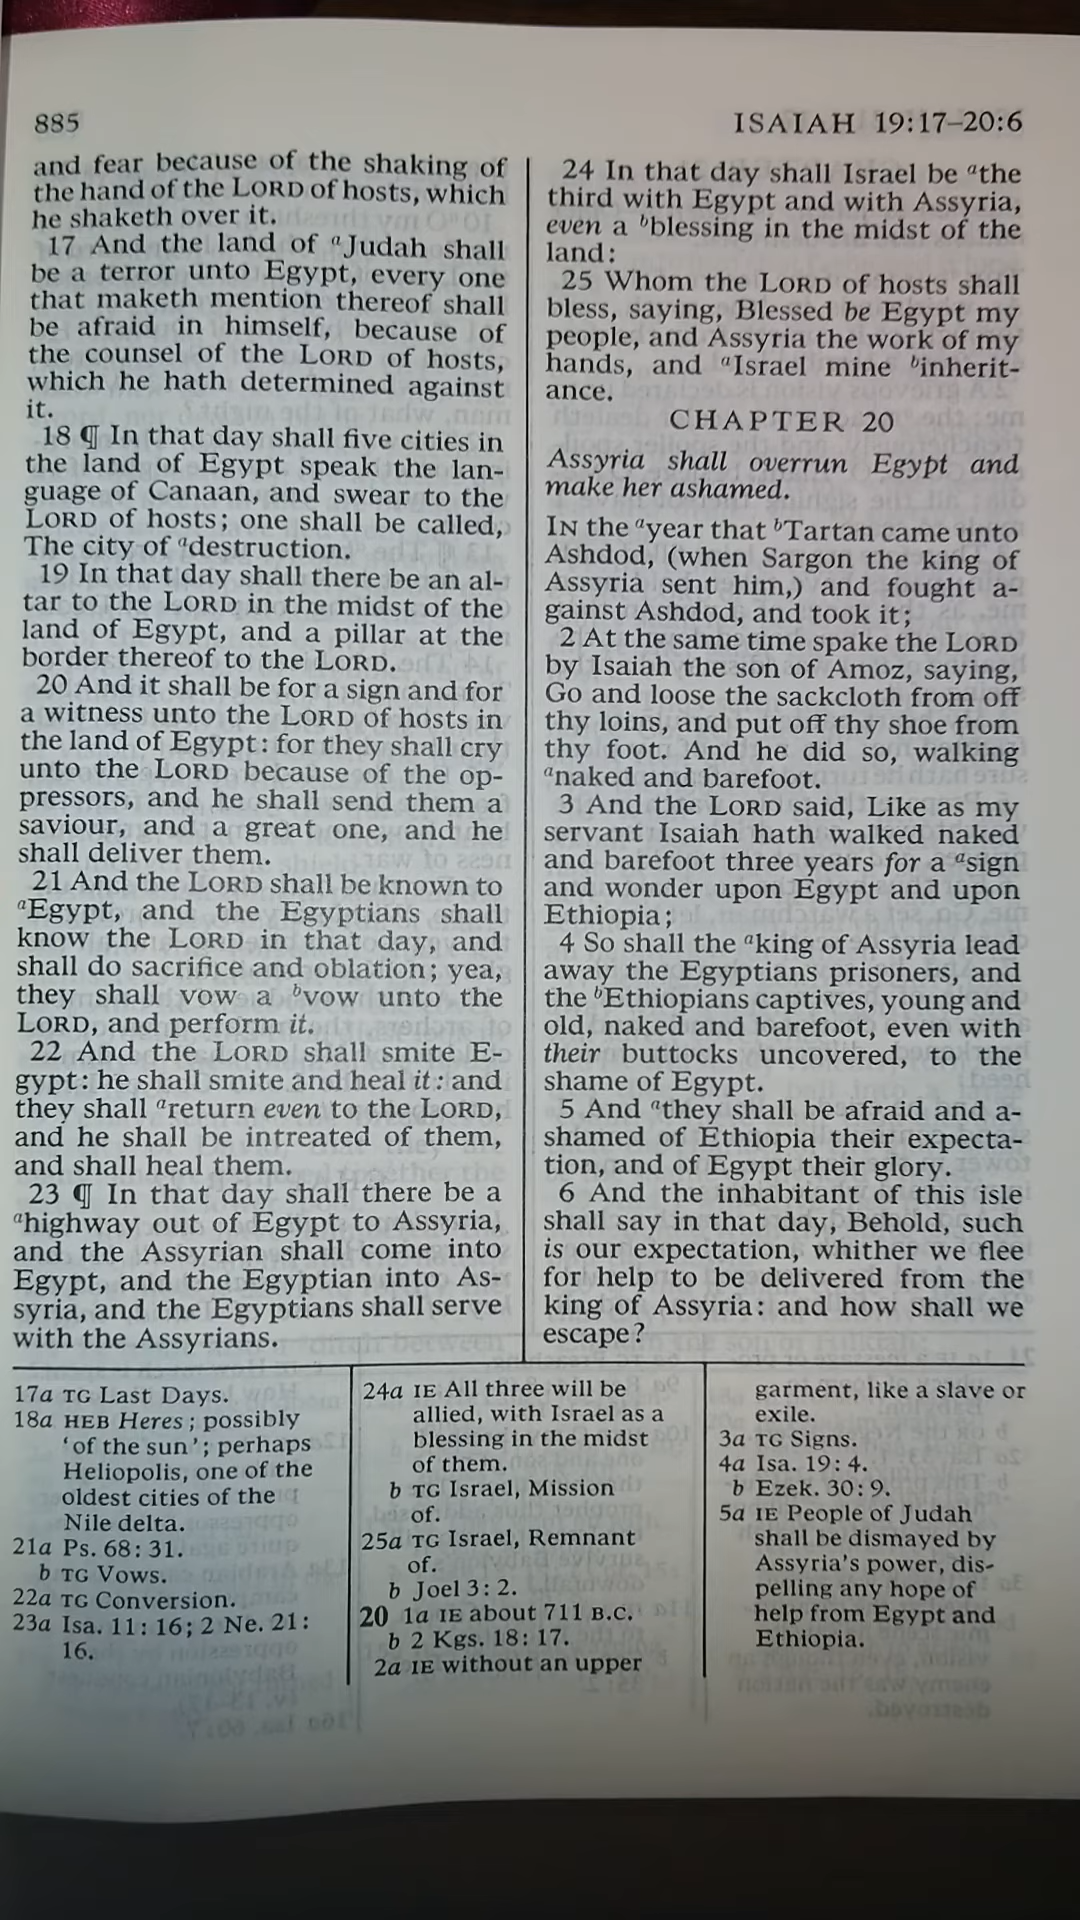 885
ISAIAH 19:17–20:6
and fear because of the shaking of
the hand of the LORD of hosts, which
he shaketh over it.
17 And the land of ᵃJudah shall
be a terror unto Egypt, every one
that maketh mention thereof shall
be afraid in himself, because of
the counsel of the LORD of hosts,
which he hath determined against
it.
18 ¶ In that day shall five cities in
the land of Egypt speak the lan-
guage of Canaan, and swear to the
LORD of hosts; one shall be called,
The city of ᵃdestruction.
19 In that day shall there be an al-
tar to the LORD in the midst of the
land of Egypt, and a pillar at the
border thereof to the LORD.
20 And it shall be for a sign and for
a witness unto the LORD of hosts in
the land of Egypt: for they shall cry
unto the LORD because of the op-
pressors, and he shall send them a
saviour, and a great one, and he
shall deliver them.
21 And the LORD shall be known to
ᵃEgypt, and the Egyptians shall
know the LORD in that day, and
shall do sacrifice and oblation; yea,
they shall vow a ᵇvow unto the
LORD, and perform it.
22 And the LORD shall smite E-
gypt: he shall smite and heal it: and
they shall ᵃreturn even to the LORD,
and he shall be intreated of them,
and shall heal them.
23 ¶ In that day shall there be a
ᵃhighway out of Egypt to Assyria,
and the Assyrian shall come into
Egypt, and the Egyptian into As-
syria, and the Egyptians shall serve
with the Assyrians.
24 In that day shall Israel be ᵃthe
third with Egypt and with Assyria,
even a ᵇblessing in the midst of the
land:
25 Whom the LORD of hosts shall
bless, saying, Blessed be Egypt my
people, and Assyria the work of my
hands, and ᵃIsrael mine ᵇinherit-
ance.
CHAPTER 20
Assyria shall overrun Egypt and
make her ashamed.
IN the ᵃyear that ᵇTartan came unto
Ashdod, (when Sargon the king of
Assyria sent him,) and fought a-
gainst Ashdod, and took it;
2 At the same time spake the LORD
by Isaiah the son of Amoz, saying,
Go and loose the sackcloth from off
thy loins, and put off thy shoe from
thy foot. And he did so, walking
ᵃnaked and barefoot.
3 And the LORD said, Like as my
servant Isaiah hath walked naked
and barefoot three years for a ᵃsign
and wonder upon Egypt and upon
Ethiopia;
4 So shall the ᵃking of Assyria lead
away the Egyptians prisoners, and
the ᵇEthiopians captives, young and
old, naked and barefoot, even with
their buttocks uncovered, to the
shame of Egypt.
5 And ᵃthey shall be afraid and a-
shamed of Ethiopia their expecta-
tion, and of Egypt their glory.
6 And the inhabitant of this isle
shall say in that day, Behold, such
is our expectation, whither we flee
for help to be delivered from the
king of Assyria: and how shall we
escape?
17a TG Last Days.
18a HEB Heres; possibly
'of the sun'; perhaps
Heliopolis, one of the
oldest cities of the
Nile delta.
21a Ps. 68: 31.
b TG Vows.
22a TG Conversion.
23a Isa. 11: 16; 2 Ne. 21:
16.
24a IE All three will be
allied, with Israel as a
blessing in the midst
of them.
b TG Israel, Mission
of.
25a TG Israel, Remnant
of.
b Joel 3: 2.
20 1a IE about 711 B.C.
b 2 Kgs. 18: 17.
2a IE without an upper
garment, like a slave or
exile.
3a TG Signs.
4a Isa. 19: 4.
b Ezek. 30: 9.
5a IE People of Judah
shall be dismayed by
Assyria's power, dis-
pelling any hope of
help from Egypt and
Ethiopia.